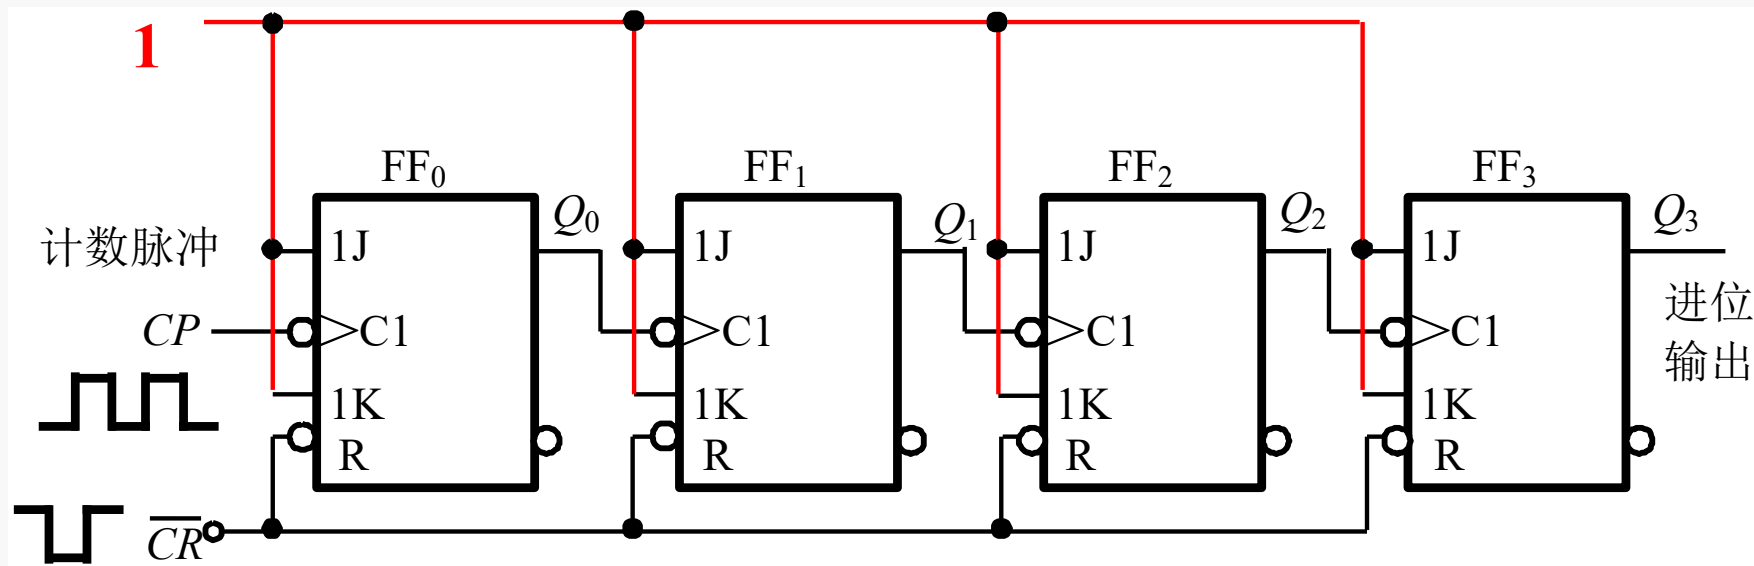 1
FF₀ FF₁ FF₂ FF₃
Q₀ Q₁ Q₂ Q₃
计数脉冲 1J 1J 1J 1J
CP C1 C1 C1 C1 进位
输出
1K 1K 1K 1K
R R R R
C̅R̅